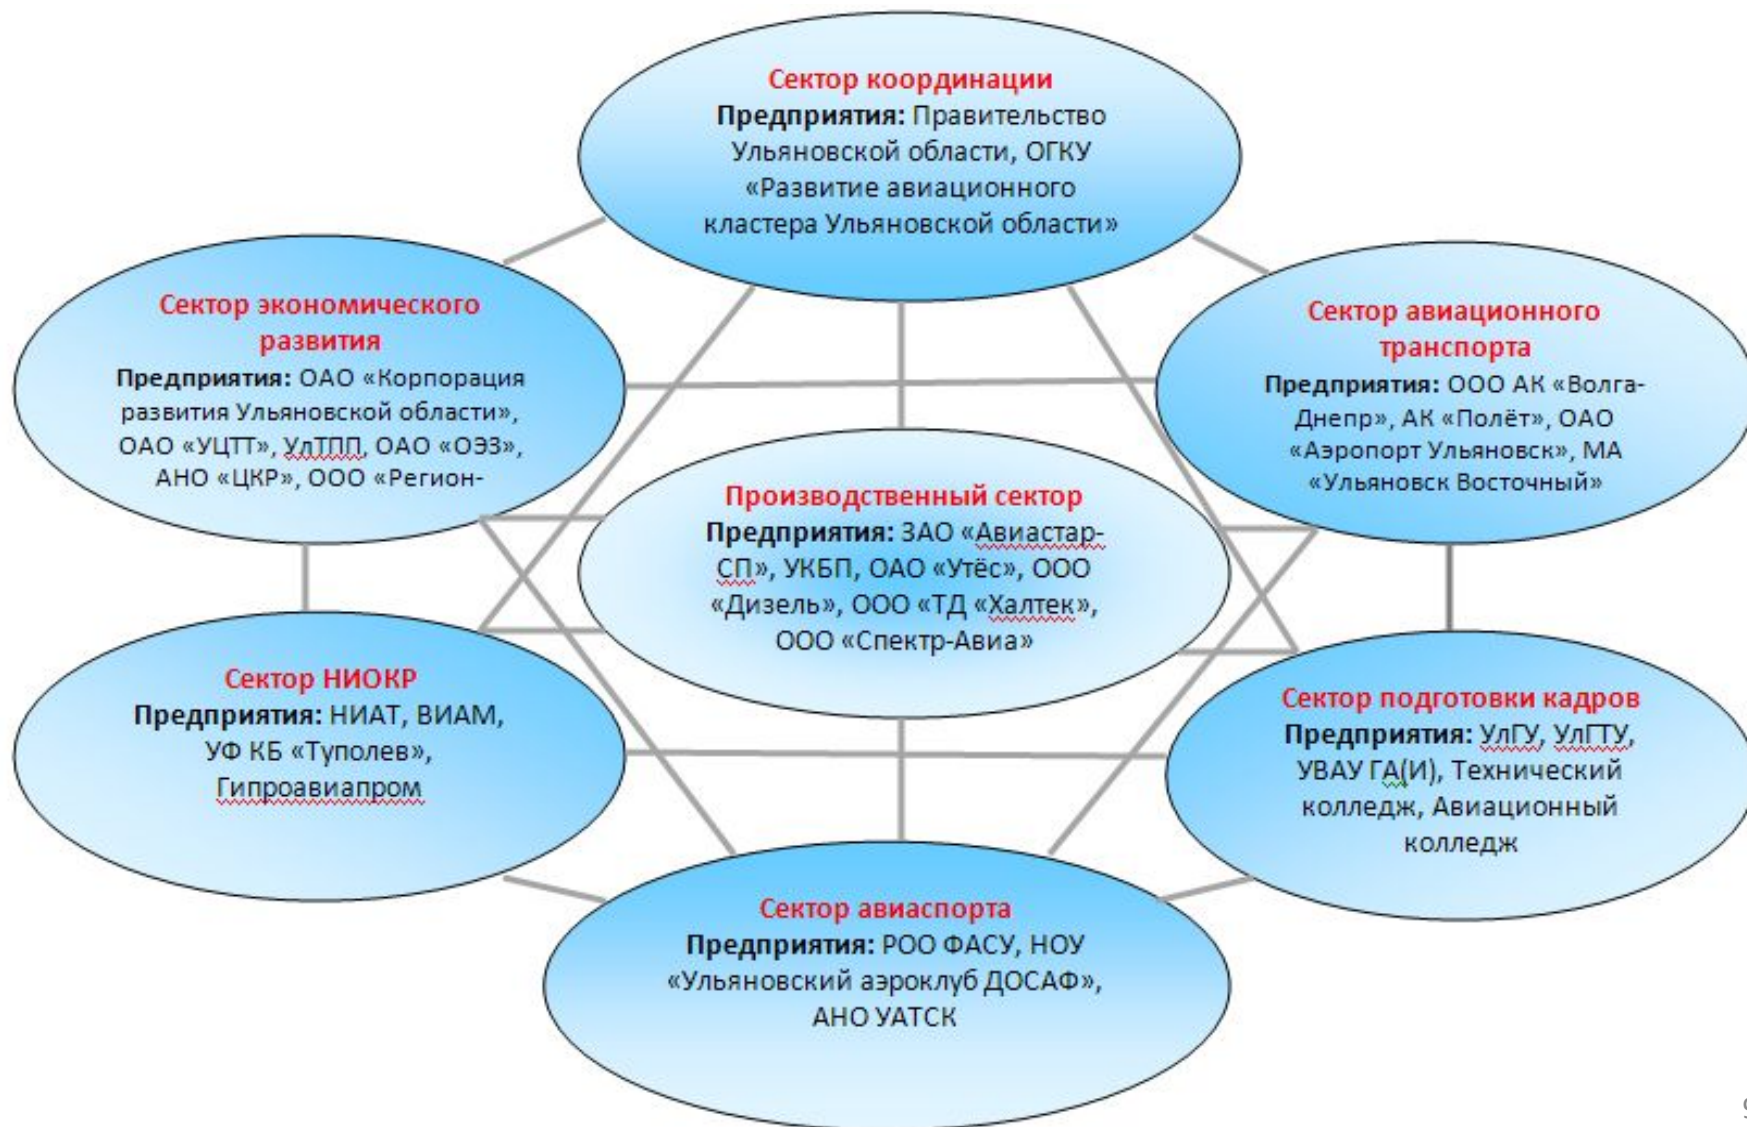 Сектор координации
Предприятия: Правительство
Ульяновской области, ОГКУ
«Развитие авиационного
кластера Ульяновской области»
Сектор экономического
развития
Предприятия: ОАО «Корпорация
развития Ульяновской области»,
ОАО «УЦТТ», УлТПП, ОАО «ОЭЗ»,
АНО «ЦКР», ООО «Регион-
Сектор авиационного
транспорта
Предприятия: ООО АК «Волга-
Днепр», АК «Полёт», ОАО
«Аэропорт Ульяновск», МА
«Ульяновск Восточный»
Производственный сектор
Предприятия: ЗАО «Авиастар-
СП», УКБП, ОАО «Утёс», ООО
«Дизель», ООО «ТД «Халтек»,
ООО «Спектр-Авиа»
Сектор НИОКР
Предприятия: НИАТ, ВИАМ,
УФ КБ «Туполев»,
Гипроавиапром
Сектор подготовки кадров
Предприятия: УлГУ, УлГТУ,
УВАУ ГА(И), Технический
колледж, Авиационный
колледж
Сектор авиаспорта
Предприятия: РОО ФАСУ, НОУ
«Ульяновский аэроклуб ДОСАФ»,
АНО УАТСК
9